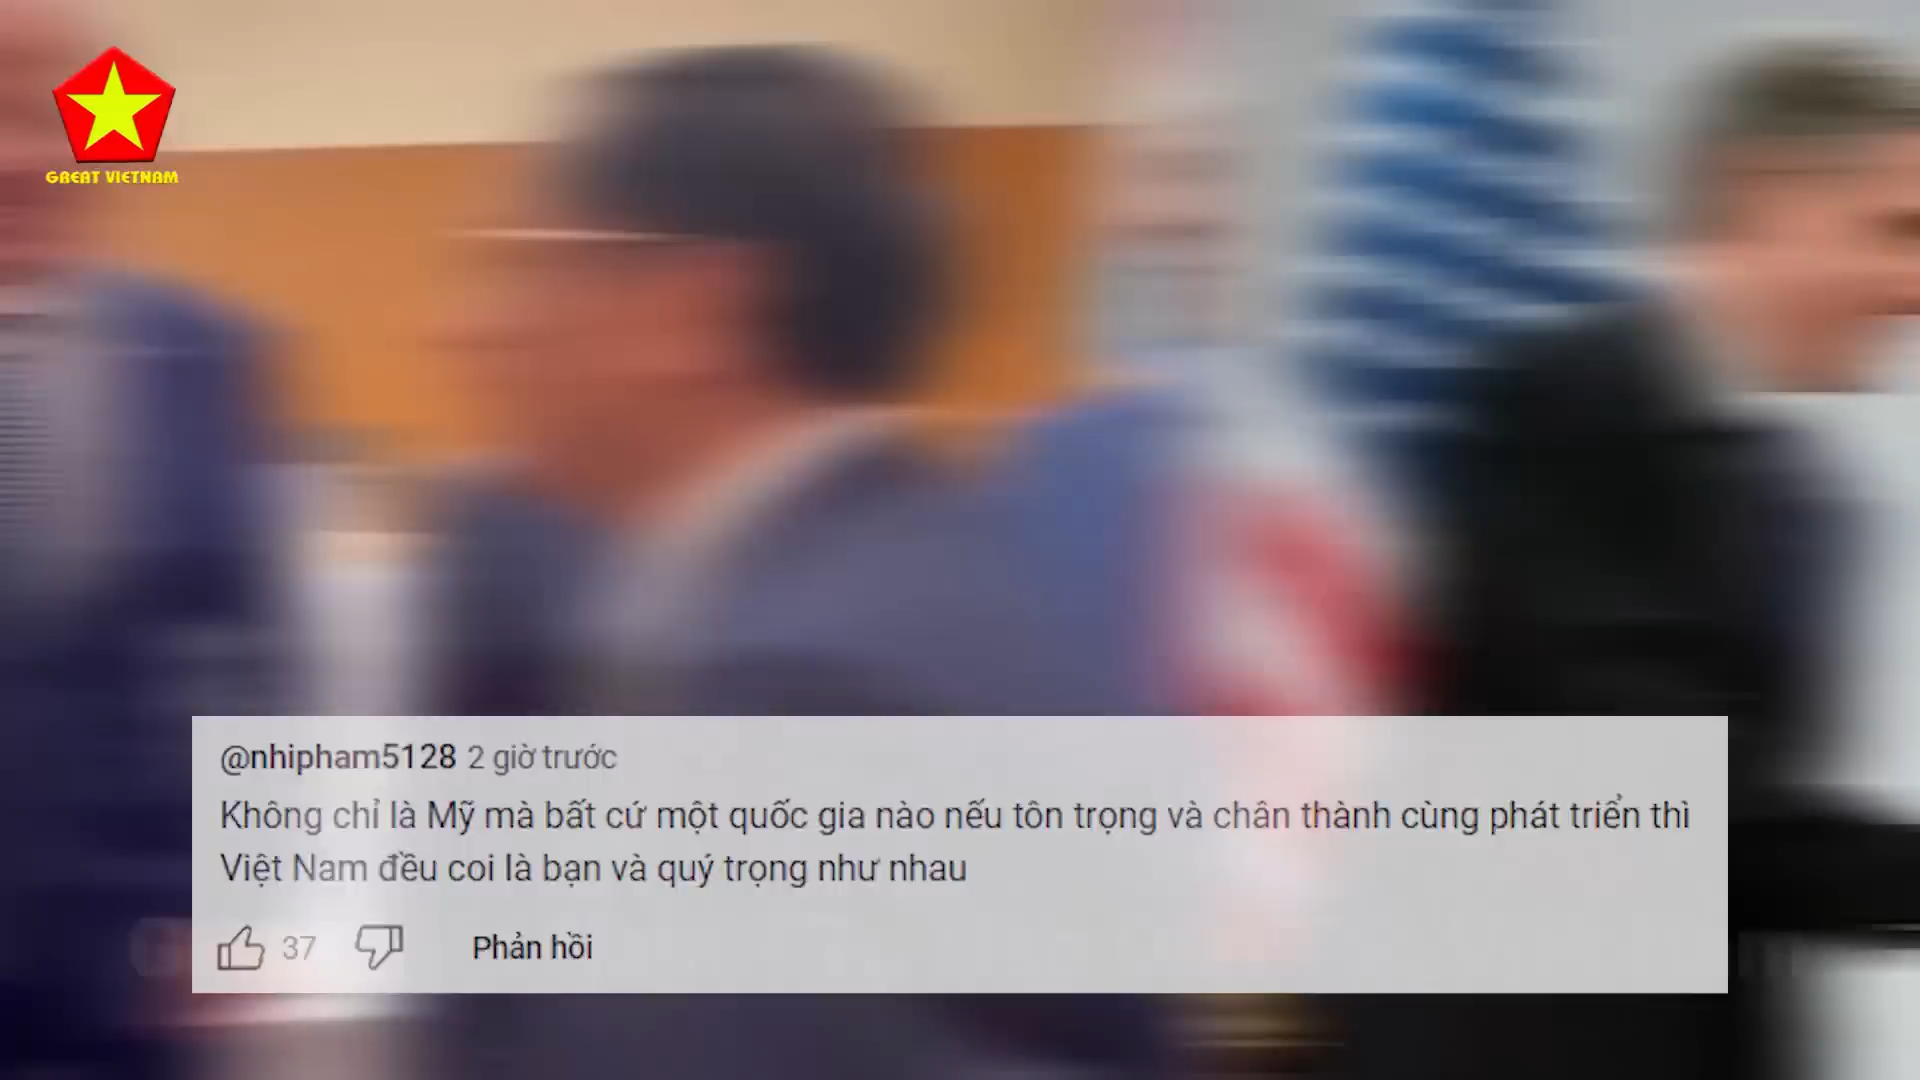 GREAT VIETNAM
@nhipham5128 2 giờ trước
Không chỉ là Mỹ mà bất cứ một quốc gia nào nếu tôn trọng và chân thành cùng phát triển thì
Việt Nam đều coi là bạn và quý trọng như nhau
37 Phản hồi